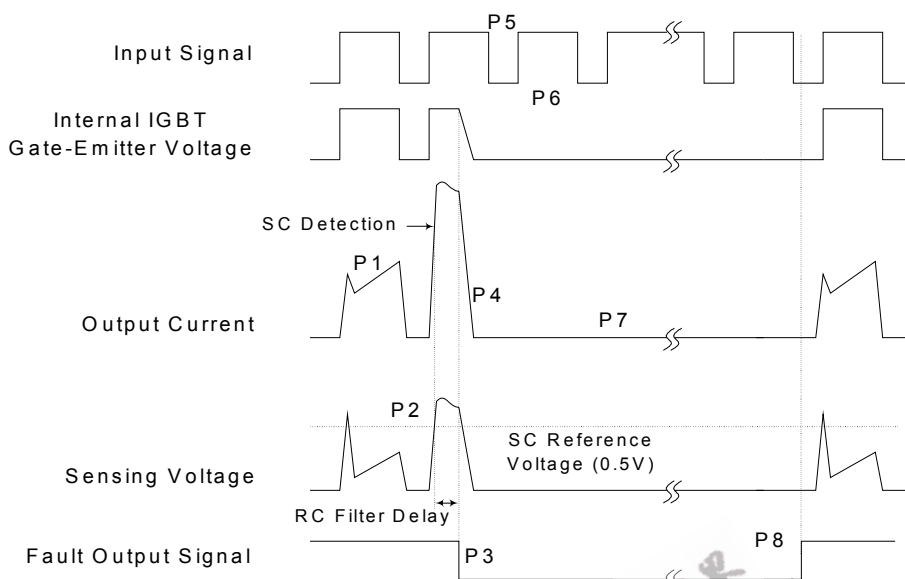 P5
Input Signal
P6
Internal IGBT
Gate-Emitter Voltage
SC Detection
P1
P4
Output Current
P7
P2
SC Reference
Voltage (0.5V)
Sensing Voltage
RC Filter Delay
Fault Output Signal
P3
P8